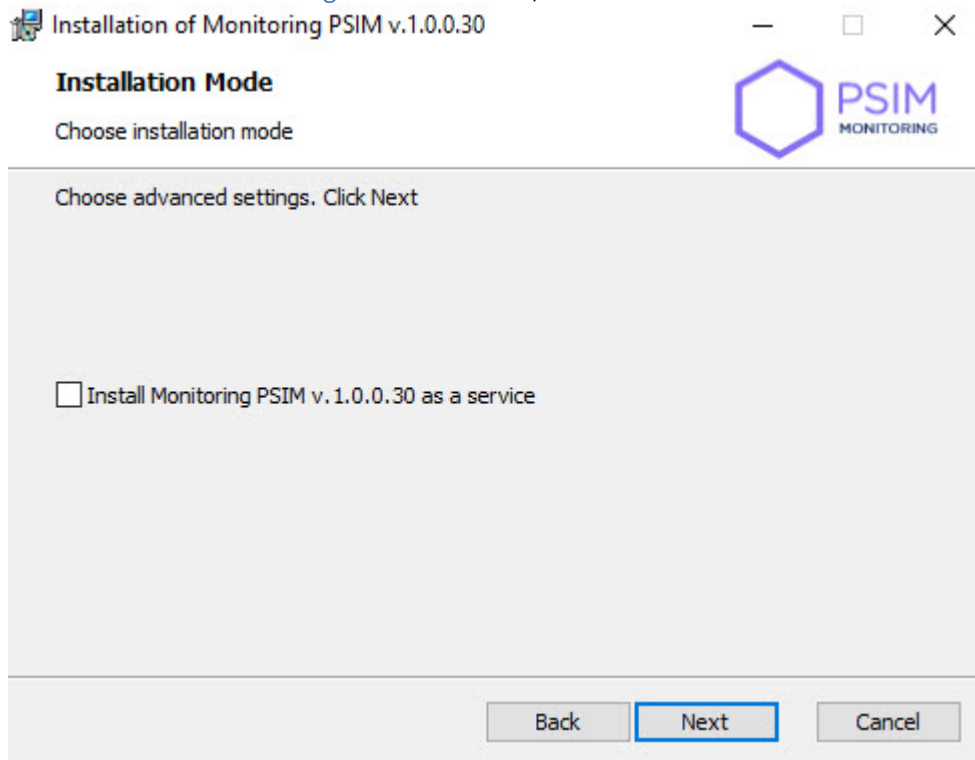 Installation of Monitoring PSIM v.1.0.0.30
Installation Mode
Choose installation mode
PSIM
MONITORING
Choose advanced settings. Click Next
Install Monitoring PSIM v. 1.0.0.30 as a service
Back Next Cancel